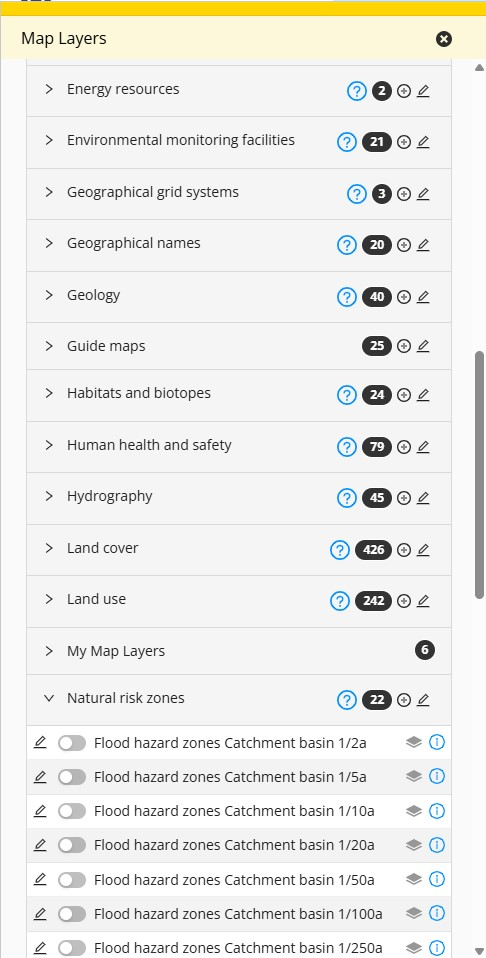 Map Layers
Energy resources ? 2
Environmental monitoring facilities ? 21
Geographical grid systems ? 3
Geographical names ? 20
Geology ? 40
Guide maps 25
Habitats and biotopes ? 24
Human health and safety ? 79
Hydrography ? 45
Land cover ? 426
Land use ? 242
My Map Layers 6
Natural risk zones ? 22
Flood hazard zones Catchment basin 1/2a
Flood hazard zones Catchment basin 1/5a
Flood hazard zones Catchment basin 1/10a
Flood hazard zones Catchment basin 1/20a
Flood hazard zones Catchment basin 1/50a
Flood hazard zones Catchment basin 1/100a
Flood hazard zones Catchment basin 1/250a